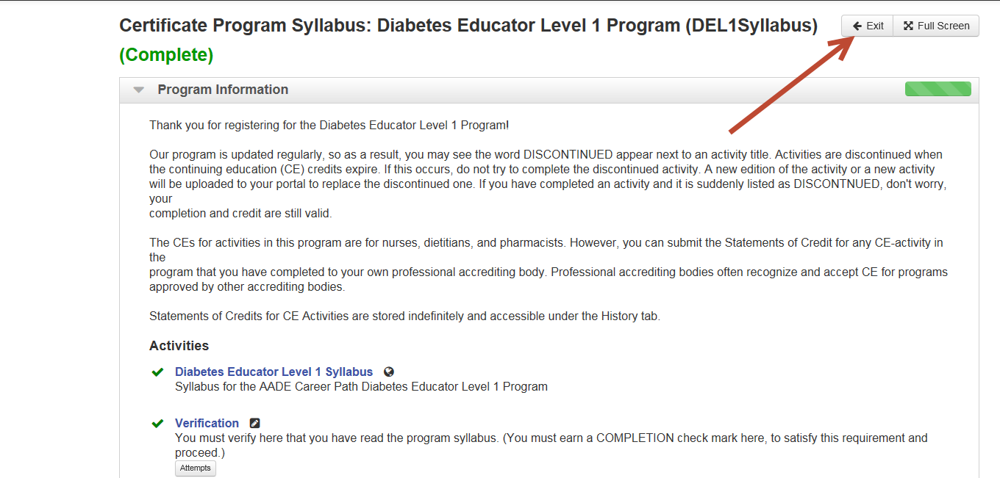 Certificate Program Syllabus: Diabetes Educator Level 1 Program (DEL1Syllabus)
(Complete)
Exit
Full Screen
Program Information
Thank you for registering for the Diabetes Educator Level 1 Program!
Our program is updated regularly, so as a result, you may see the word DISCONTINUED appear next to an activity title. Activities are discontinued when
the continuing education (CE) credits expire. If this occurs, do not try to complete the discontinued activity. A new edition of the activity or a new activity
will be uploaded to your portal to replace the discontinued one. If you have completed an activity and it is suddenly listed as DISCONTNUED, don't worry,
your
completion and credit are still valid.
The CEs for activities in this program are for nurses, dietitians, and pharmacists. However, you can submit the Statements of Credit for any CE-activity in
the
program that you have completed to your own professional accrediting body. Professional accrediting bodies often recognize and accept CE for programs
approved by other accrediting bodies.
Statements of Credits for CE Activities are stored indefinitely and accessible under the History tab.
Activities
Diabetes Educator Level 1 Syllabus
Syllabus for the AADE Career Path Diabetes Educator Level 1 Program
Verification
You must verify here that you have read the program syllabus. (You must earn a COMPLETION check mark here, to satisfy this requirement and
proceed.)
Attempts